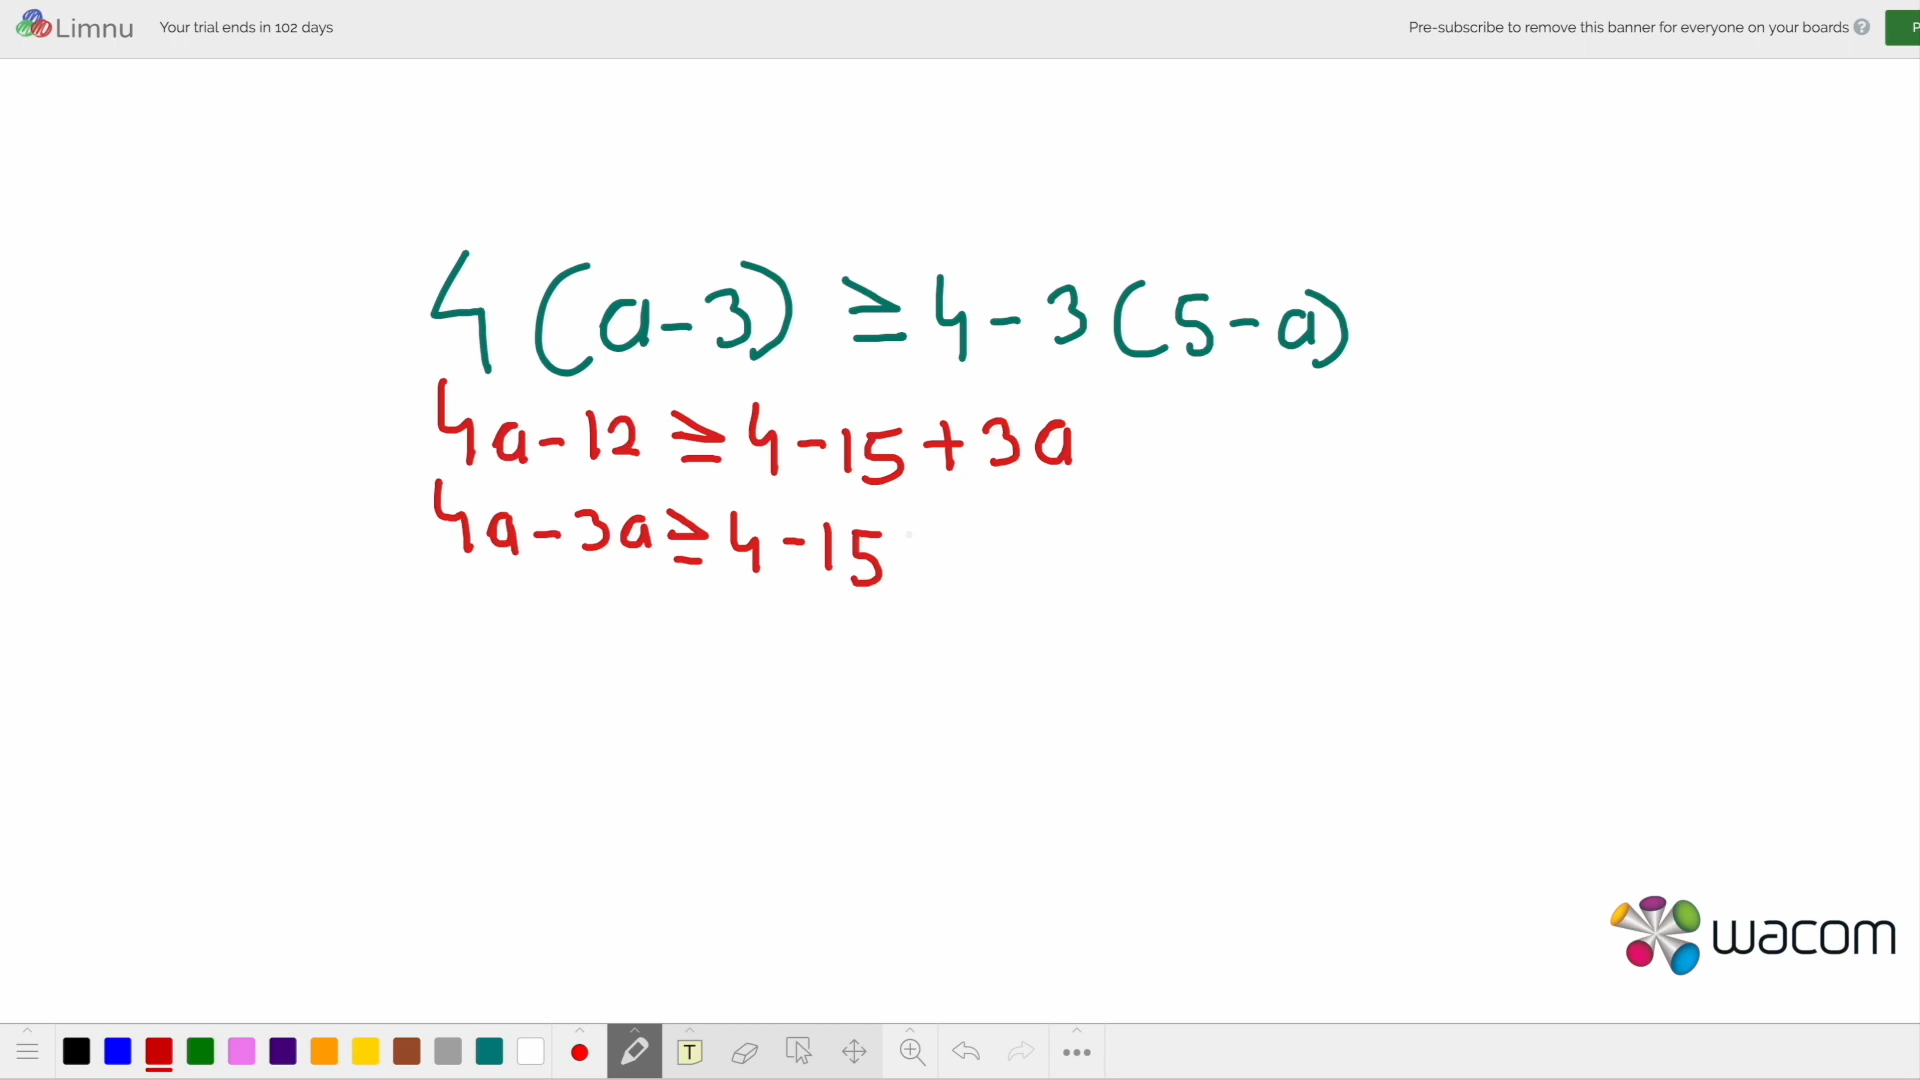 Limnu Your trial ends in 102 days Pre-subscribe to remove this banner for everyone on your boards ?
4(a-3) ≥ 4-3(5-a)
4a-12 ≥ 4-15+3a
4a-3a ≥ 4-15
wacom
T